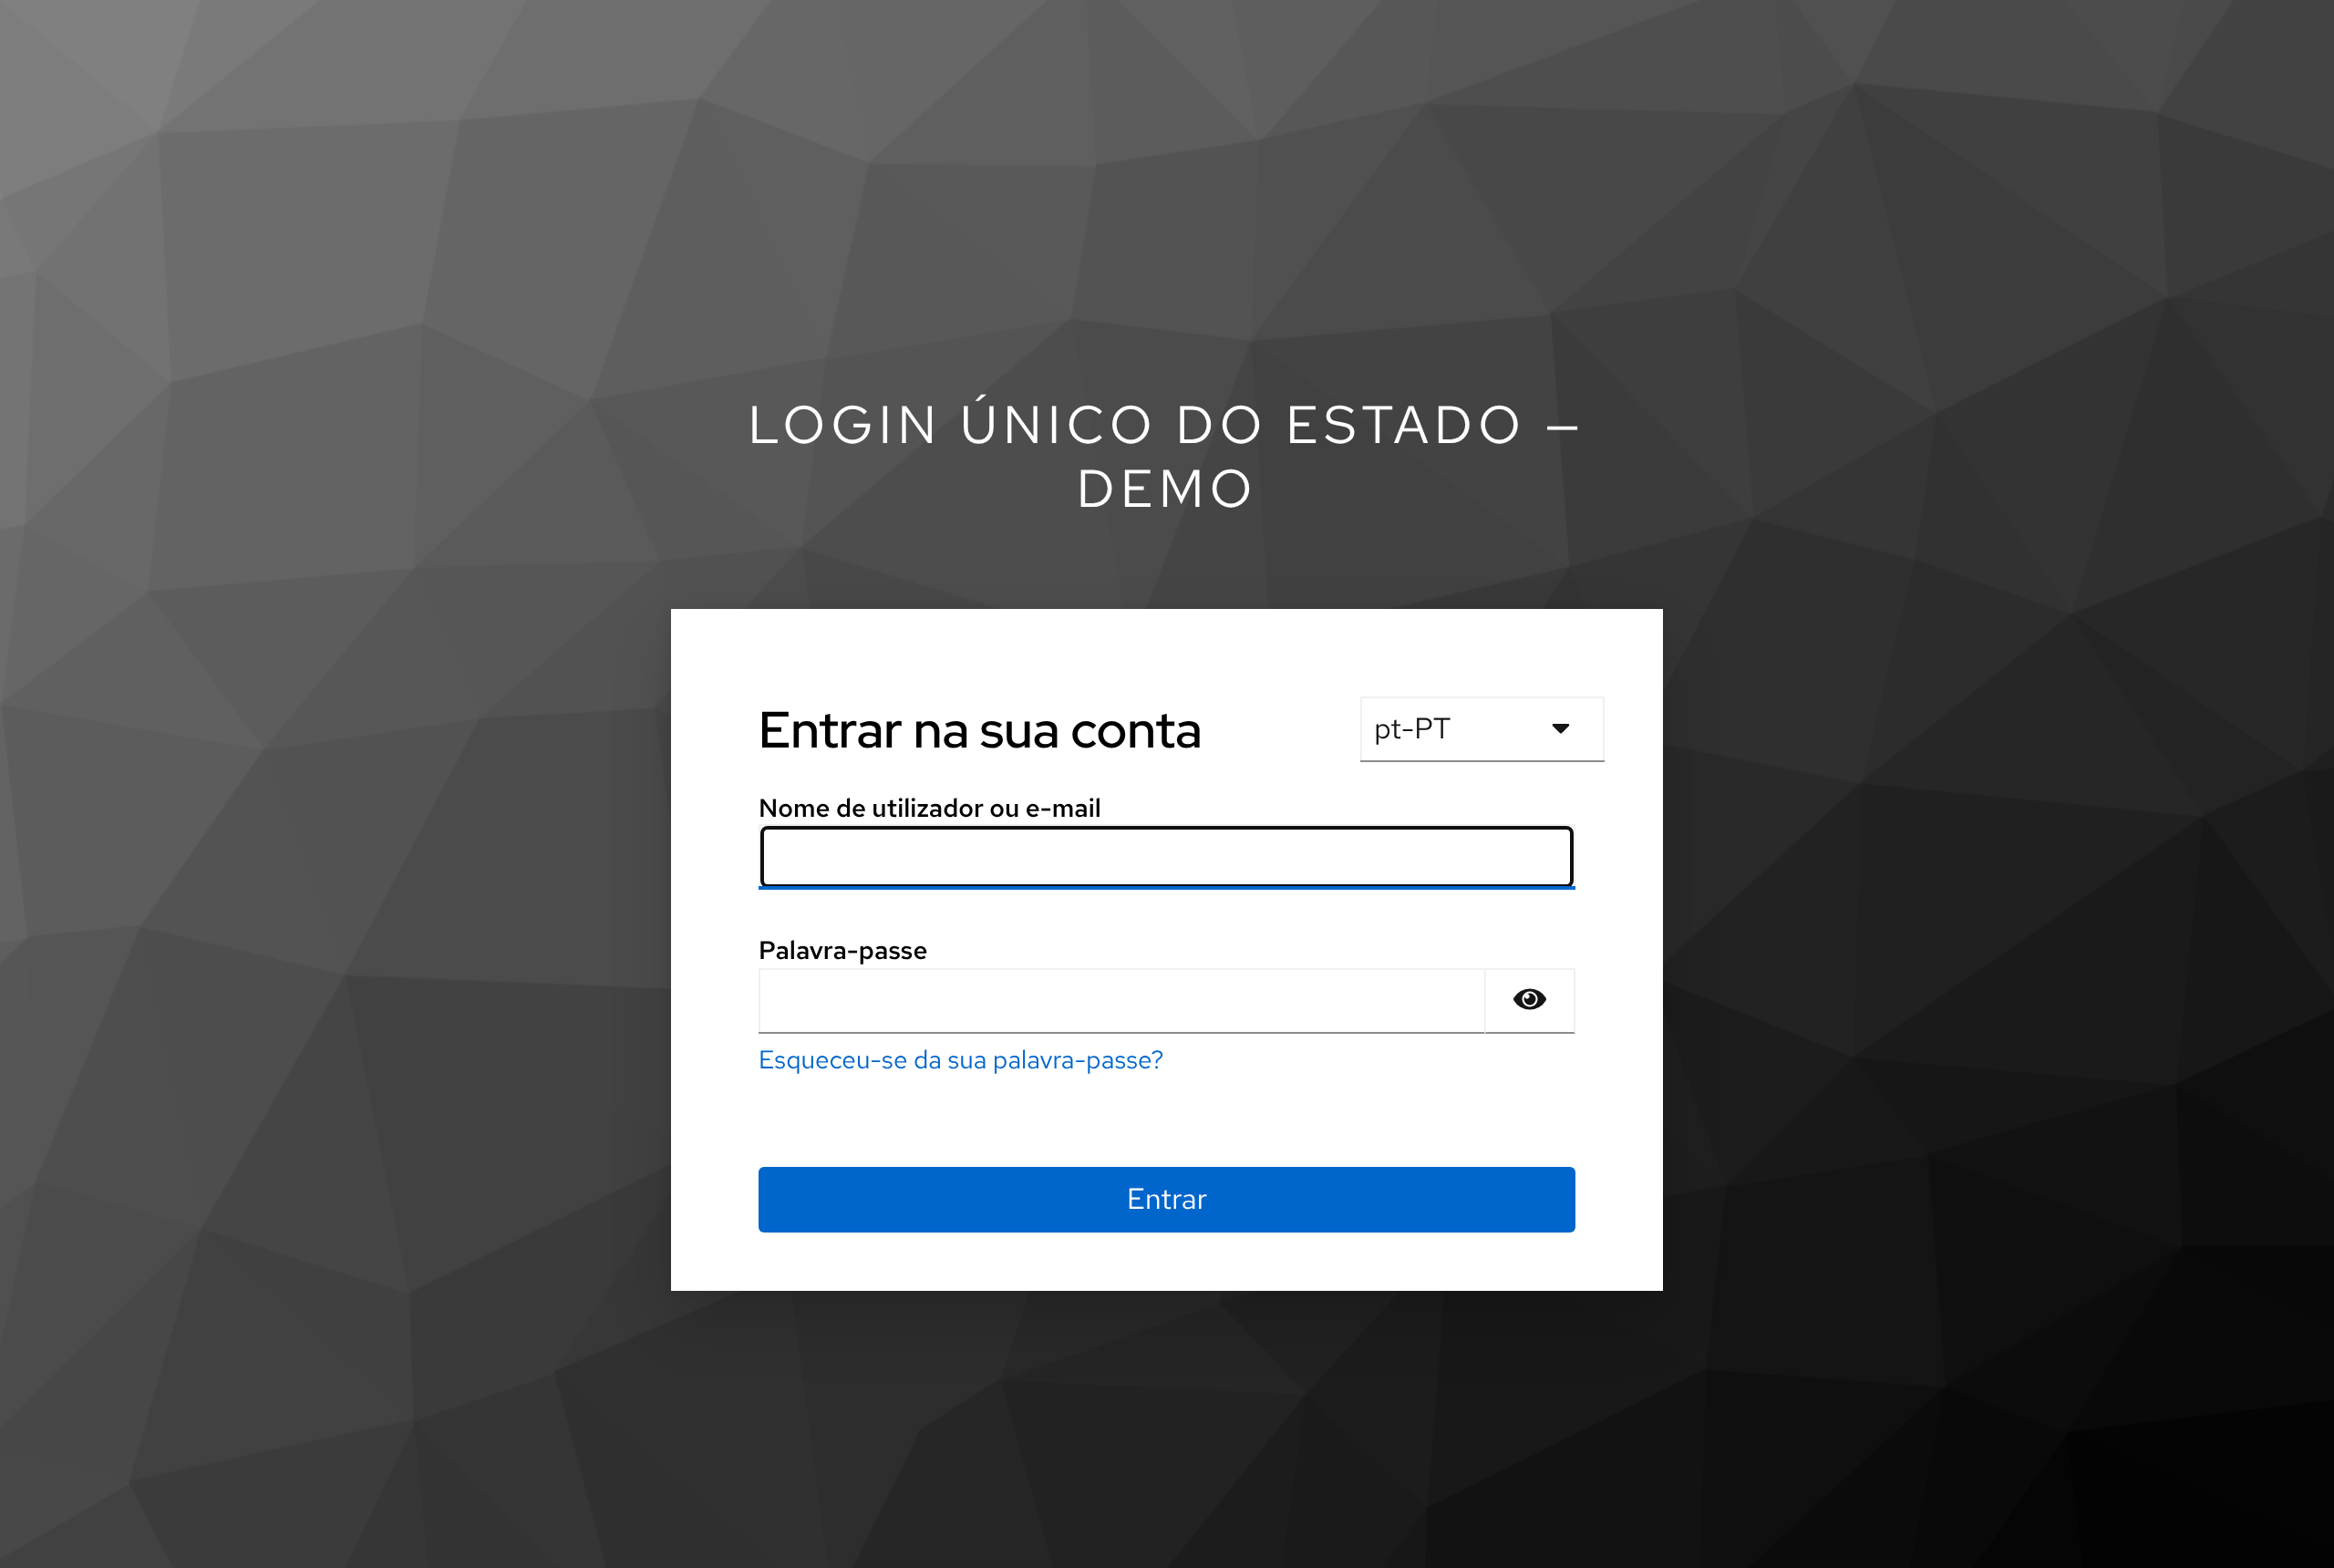 LOGIN ÚNICO DO ESTADO —
DEMO
Entrar na sua conta
pt-PT
Nome de utilizador ou e-mail
Palavra-passe
Esqueceu-se da sua palavra-passe?
Entrar